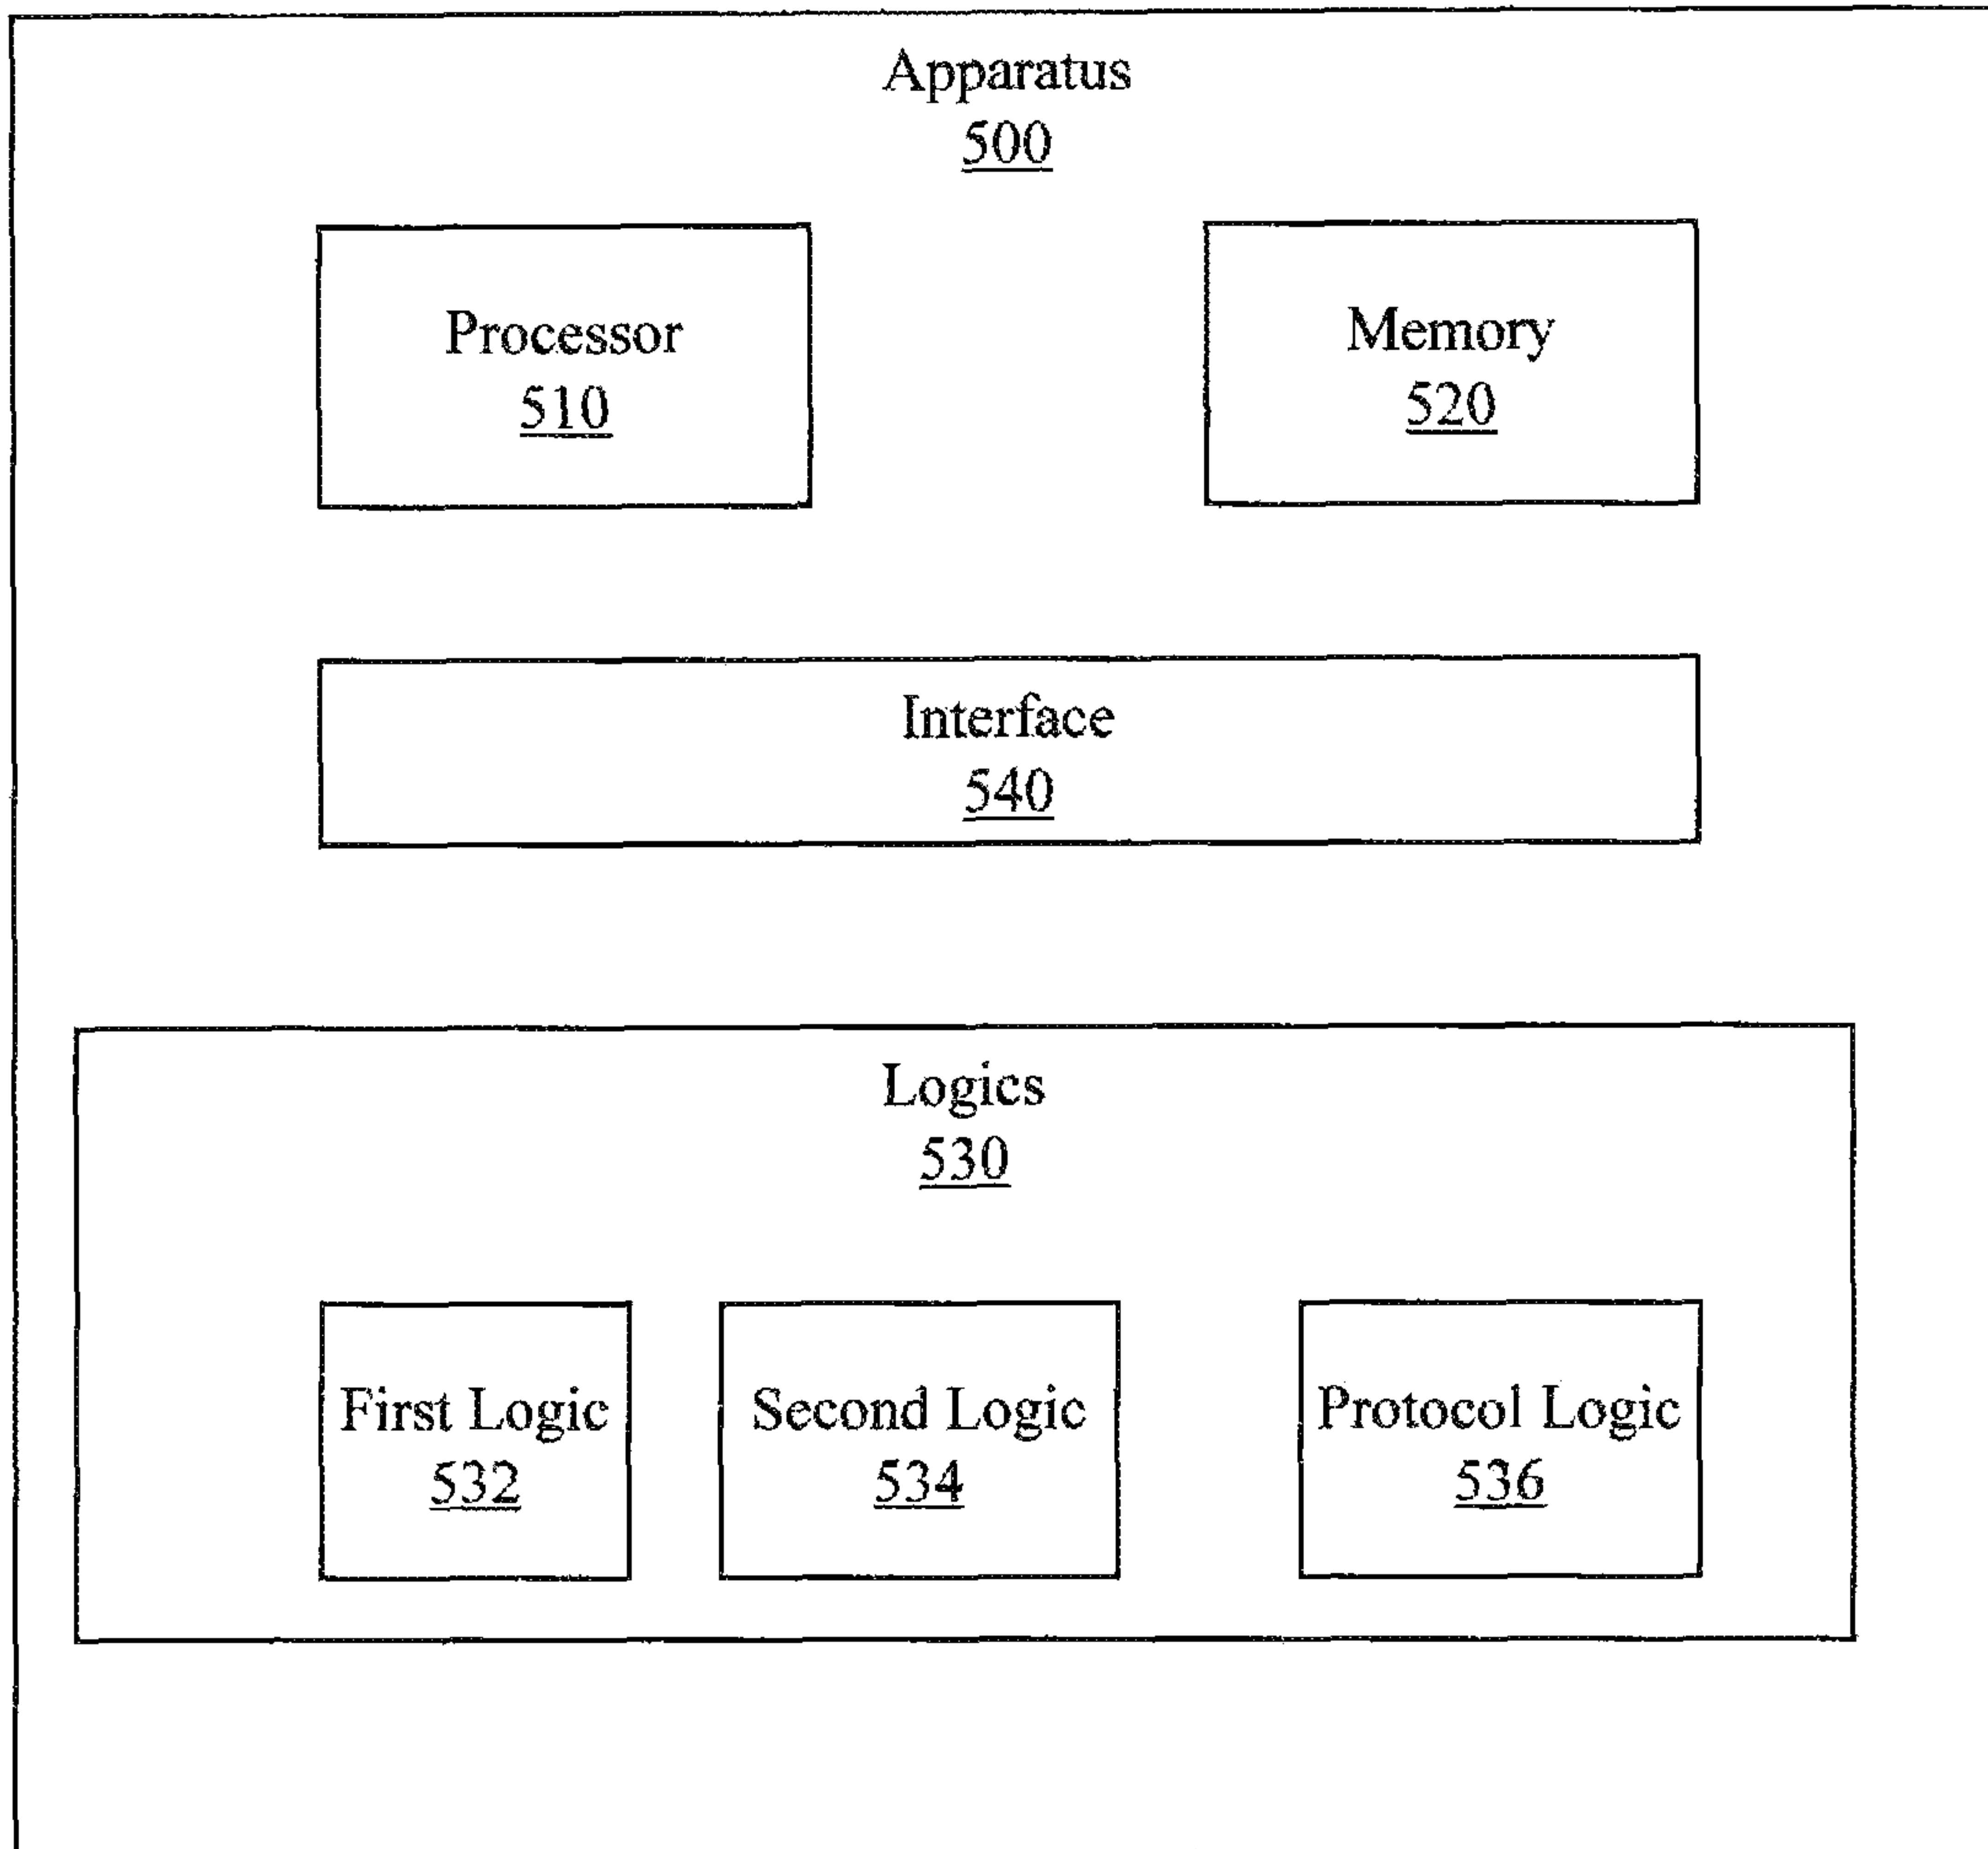 Apparatus
500
Processor
510
Memory
520
Interface
540
Logics
530
First Logic
532
Second Logic
534
Protocol Logic
536